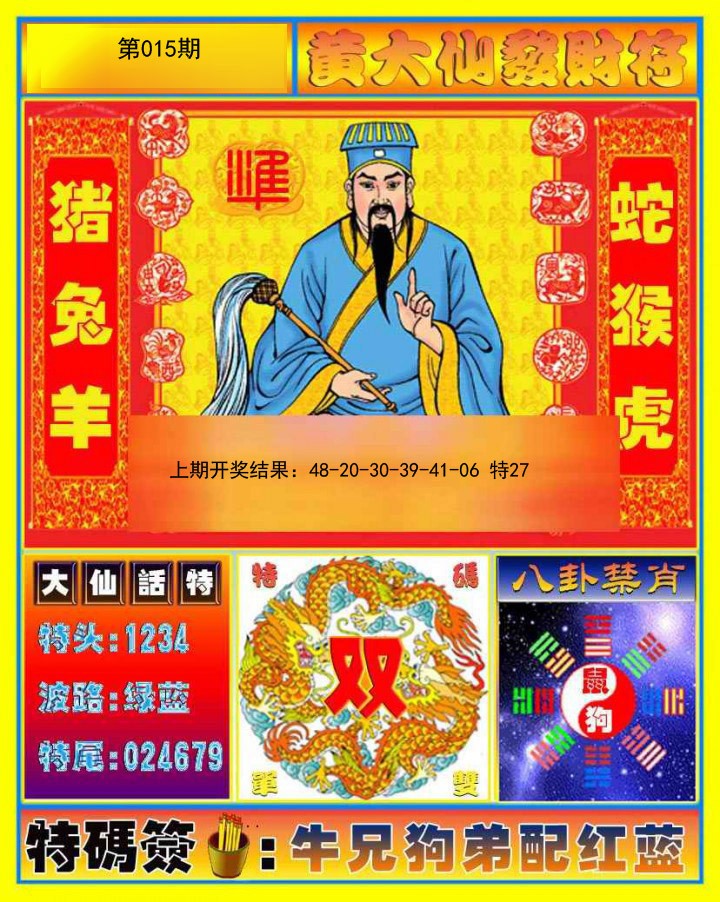 第015期
黄大仙發財符
猪兔羊
蛇猴虎
上期开奖结果：48-20-30-39-41-06 特27
大仙話特
特头:1234
波路:绿蓝
特尾:024679
特碼
双
單雙
八卦禁肖
鼠
狗
特碼簽:牛兄狗弟配红蓝